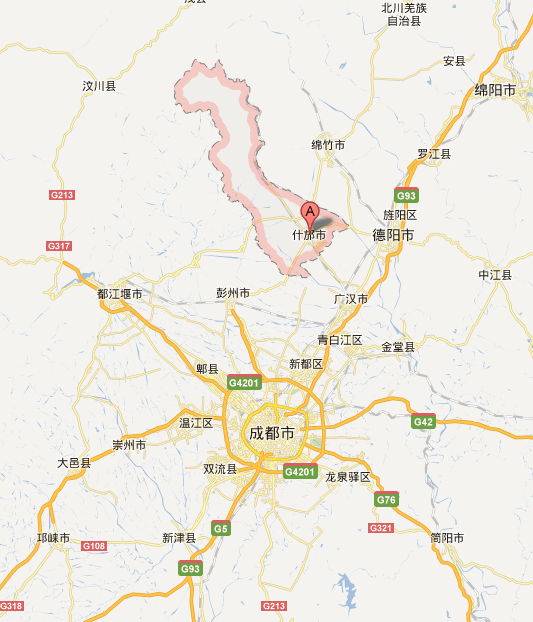 茂县
北川羌族
自治县
安县
汶川县
绵阳市
绵竹市
罗江县
G213
G93
A
旌阳区
什邡市
德阳市
G317
中江县
都江堰市
彭州市
广汉市
青白江区
金堂县
新都区
郫县
G4201
温江区
G42
成都市
崇州市
大邑县
双流县
G4201
龙泉驿区
G76
G5
G321
邛崃市
G108
新津县
简阳市
G93
G318
G213